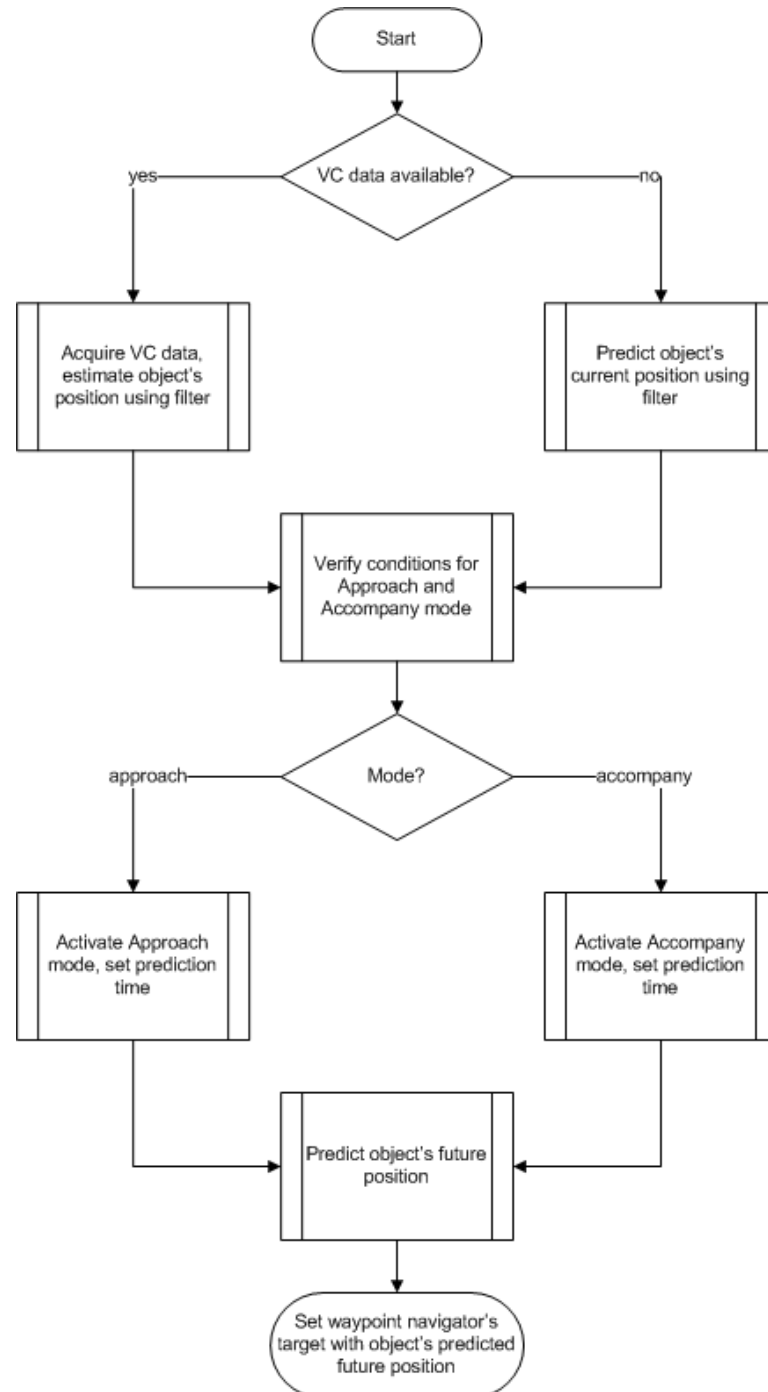 Start
VC data available?
yes
no
Acquire VC data,
estimate object's
position using filter
Predict object's
current position using
filter
Verify conditions for
Approach and
Accompany mode
Mode?
approach
accompany
Activate Approach
mode, set prediction
time
Activate Accompany
mode, set prediction
time
Predict object's future
position
Set waypoint navigator's
target with object's predicted
future position